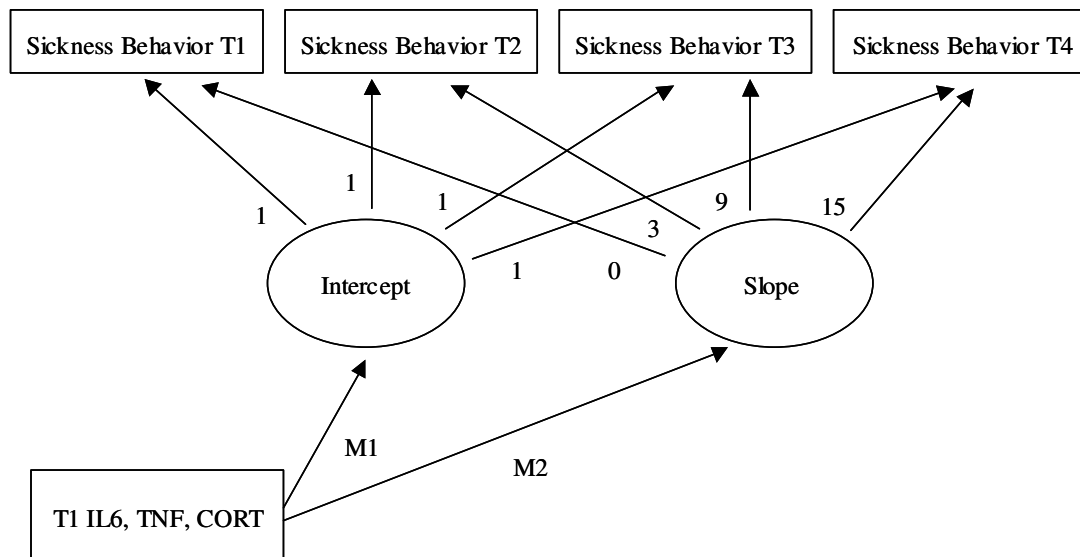 Sickness Behavior T1
Sickness Behavior T2
Sickness Behavior T3
Sickness Behavior T4
1
1
1
1
0
3
9
15
Intercept
Slope
M1
M2
T1 IL6, TNF, CORT